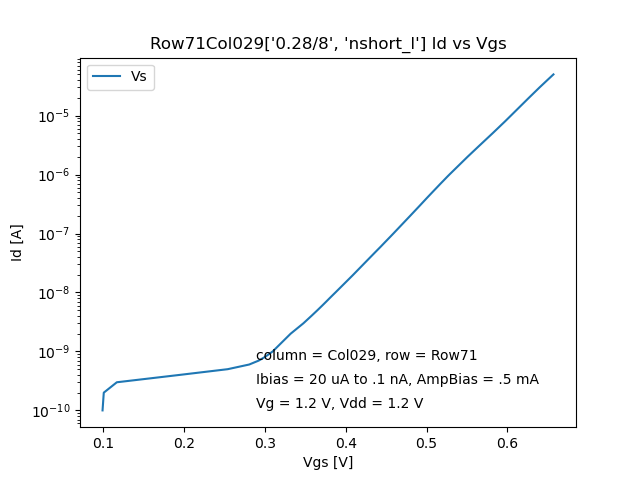 Row71Col029['0.28/8', 'nshort_l'] Id vs Vgs
Vs
10⁻⁵
10⁻⁶
10⁻⁷
10⁻⁸
10⁻⁹
10⁻¹⁰
Id [A]
column = Col029, row = Row71
Ibias = 20 uA to .1 nA, AmpBias = .5 mA
Vg = 1.2 V, Vdd = 1.2 V
0.1 0.2 0.3 0.4 0.5 0.6
Vgs [V]